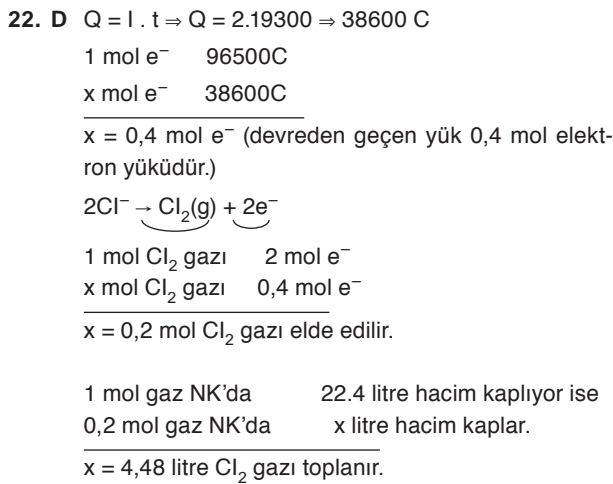 22. D Q = I . t ⇒ Q = 2.19300 ⇒ 38600 C
1 mol e⁻ 96500C
x mol e⁻ 38600C
x = 0,4 mol e⁻ (devreden geçen yük 0,4 mol elekt-
ron yüküdür.)
2Cl⁻ → Cl₂(g) + 2e⁻
1 mol Cl₂ gazı 2 mol e⁻
x mol Cl₂ gazı 0,4 mol e⁻
x = 0,2 mol Cl₂ gazı elde edilir.
1 mol gaz NK'da 22.4 litre hacim kaplıyor ise
0,2 mol gaz NK'da x litre hacim kaplar.
x = 4,48 litre Cl₂ gazı toplanır.